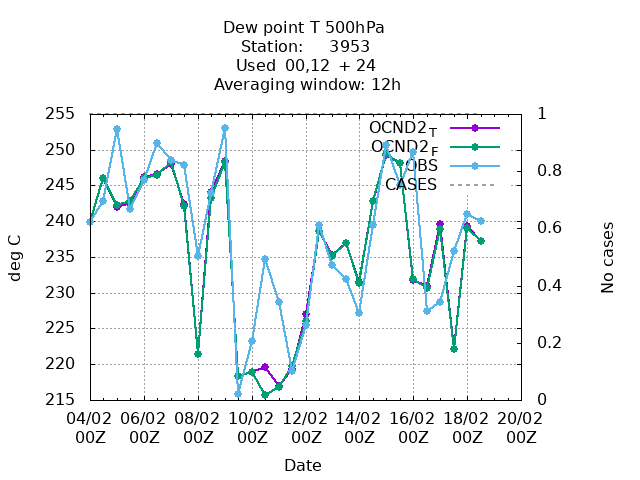 Dew point T 500hPa
Station: 3953
Used 00,12 + 24
Averaging window: 12h
OCND2T
OCND2F
OBS
CASES
255
250
245
240
235
230
225
220
215
1
0.8
0.6
0.4
0.2
0
deg C
No cases
04/02 06/02 08/02 10/02 12/02 14/02 16/02 18/02 20/02
00Z 00Z 00Z 00Z 00Z 00Z 00Z 00Z 00Z
Date